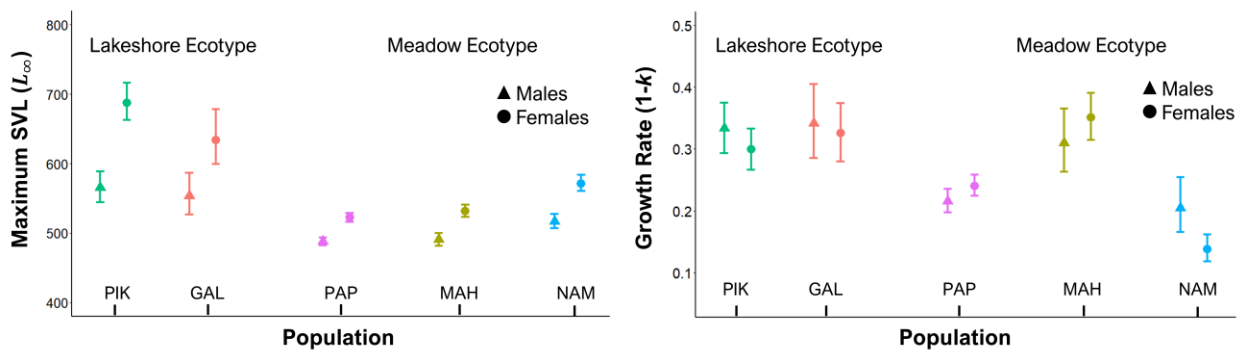 800
700
600
500
400
Maximum SVL (L∞)
Lakeshore Ecotype
Meadow Ecotype
Males
Females
PIK
GAL
PAP
MAH
NAM
Population
0.5
0.4
0.3
0.2
0.1
Growth Rate (1-k)
Lakeshore Ecotype
Meadow Ecotype
Males
Females
PIK
GAL
PAP
MAH
NAM
Population